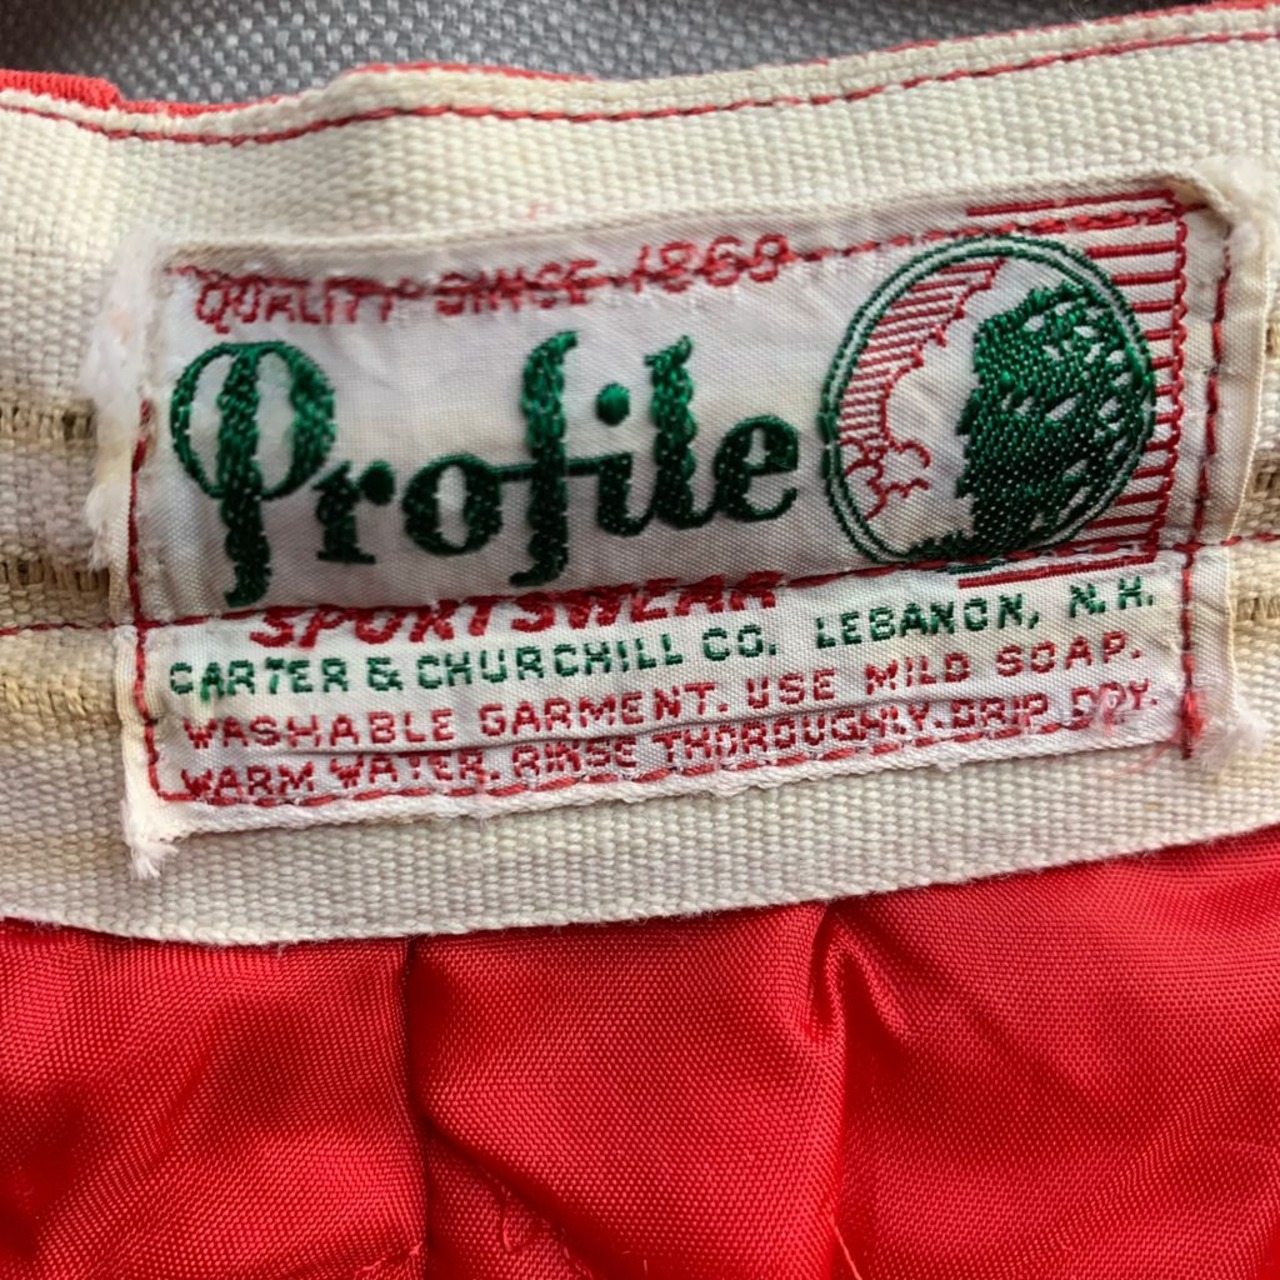 QUALITY SINCE 1869
Profile
SPORTSWEAR
CARTER & CHURCHILL CO. LEBANON, N.H.
WASHABLE GARMENT. USE MILD SOAP.
WARM WATER. RINSE THOROUGHLY. DRIP DRY.